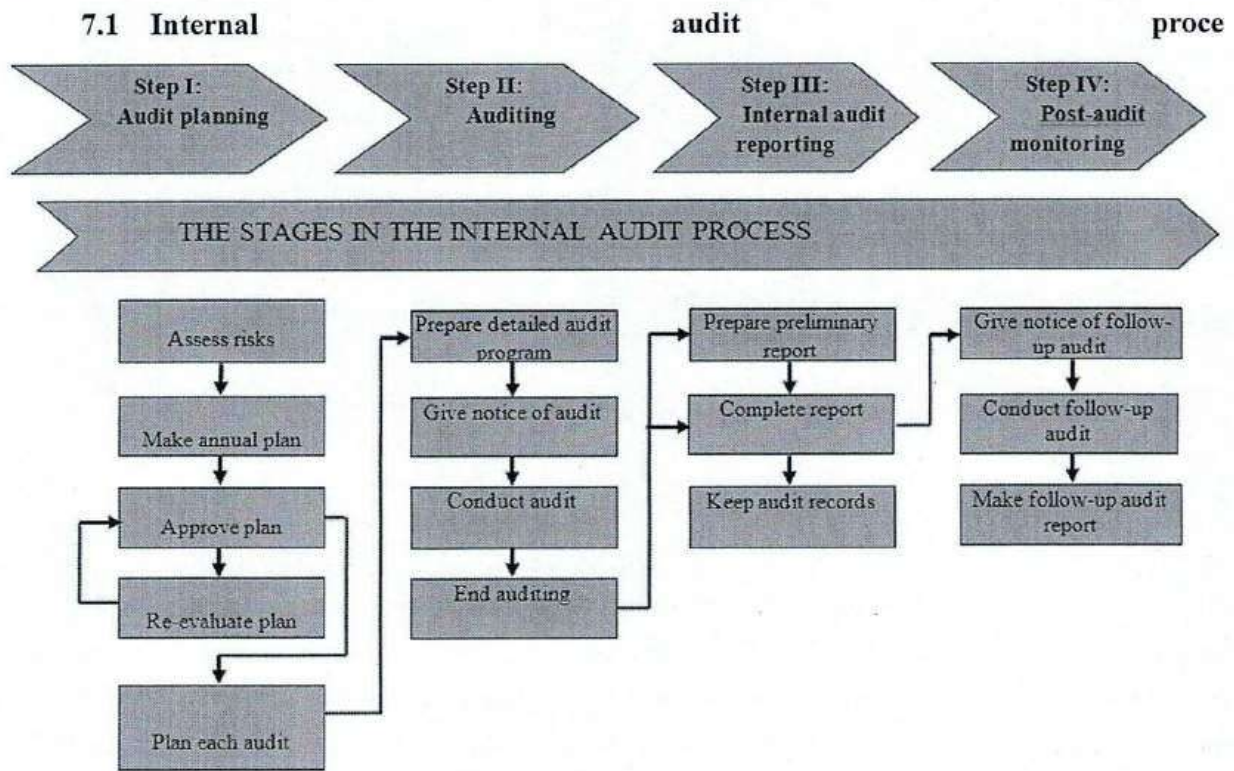 7.1 Internal audit proce
Step I:
Audit planning
Step II:
Auditing
Step III:
Internal audit
reporting
Step IV:
Post-audit
monitoring
THE STAGES IN THE INTERNAL AUDIT PROCESS
Assess risks
Make annual plan
Approve plan
Re-evaluate plan
Plan each audit
Prepare detailed audit
program
Give notice of audit
Conduct audit
End auditing
Prepare preliminary
report
Complete report
Keep audit records
Give notice of follow-
up audit
Conduct follow-up
audit
Make follow-up audit
report